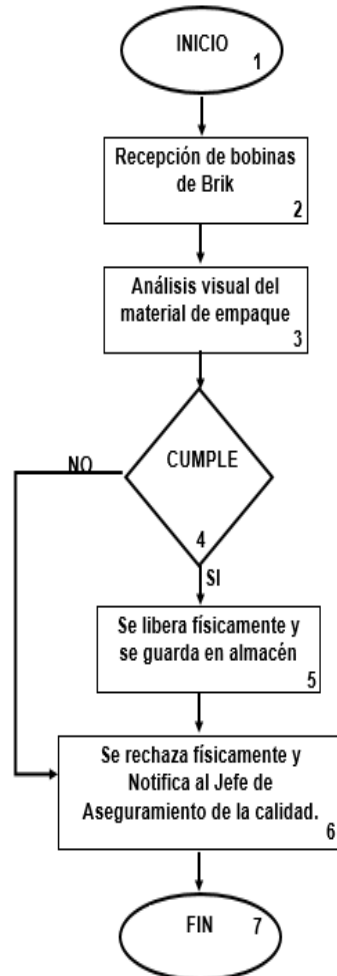 INICIO
1
Recepción de bobinas
de Brik
2
Análisis visual del
material de empaque
3
CUMPLE
NO
4
SI
Se libera físicamente y
se guarda en almacén
5
Se rechaza físicamente y
Notifica al Jefe de
Aseguramiento de la calidad.
6
FIN
7